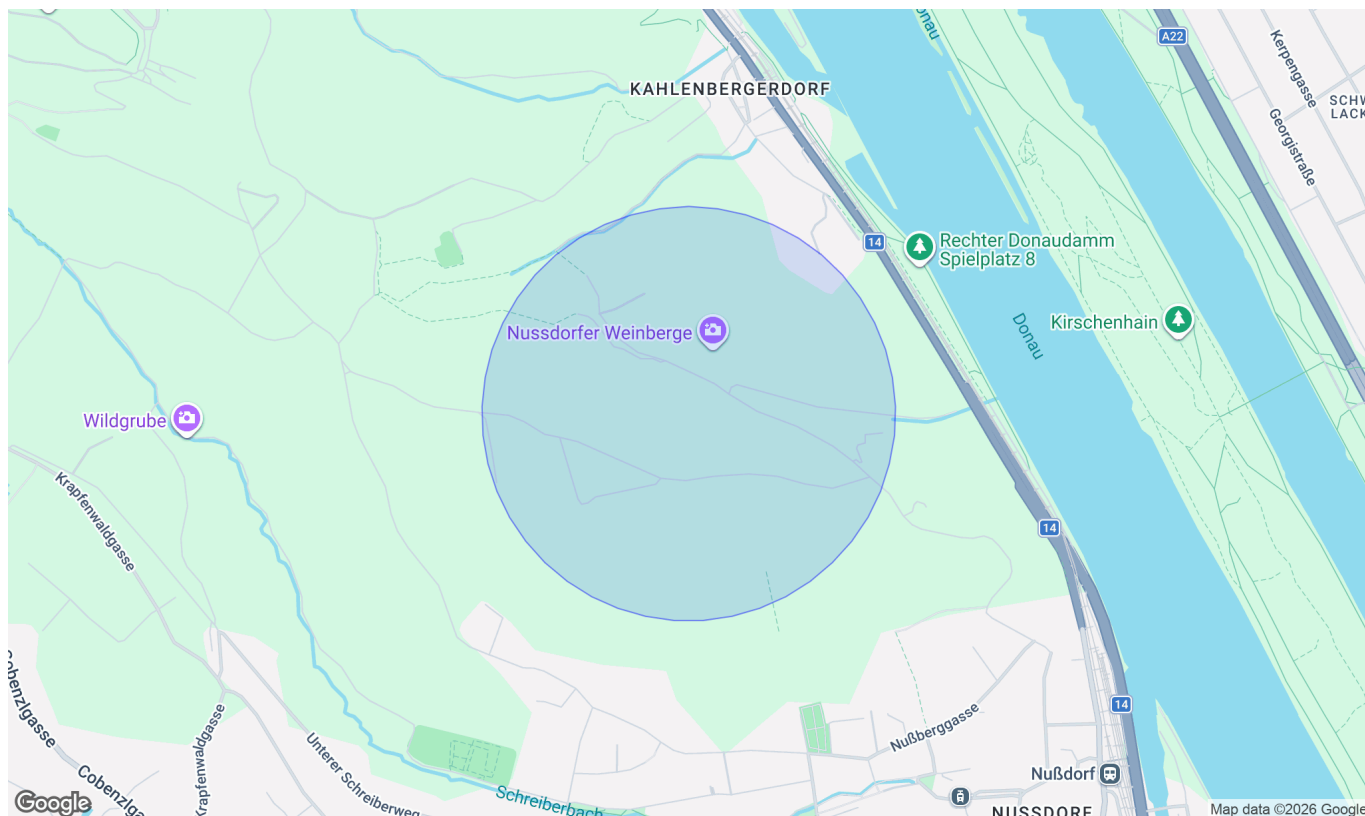 Donau
A22
Kerpengasse
KAHLENBERGERDORF
SCHW
LACK
Georgistraße
14
Rechter Donaudamm
Spielplatz 8
Donau
Kirschenhain
Nussdorfer Weinberge
Wildgrube
Krapfenwaldgasse
14
Cobenzlgasse
14
Krapfenwaldgasse
Unterer Schreiberweg
Nußberggasse
Cobenzlga
Nußdorf
Schreiberbach
NUSSDORF
Google
Map data ©2026 Google